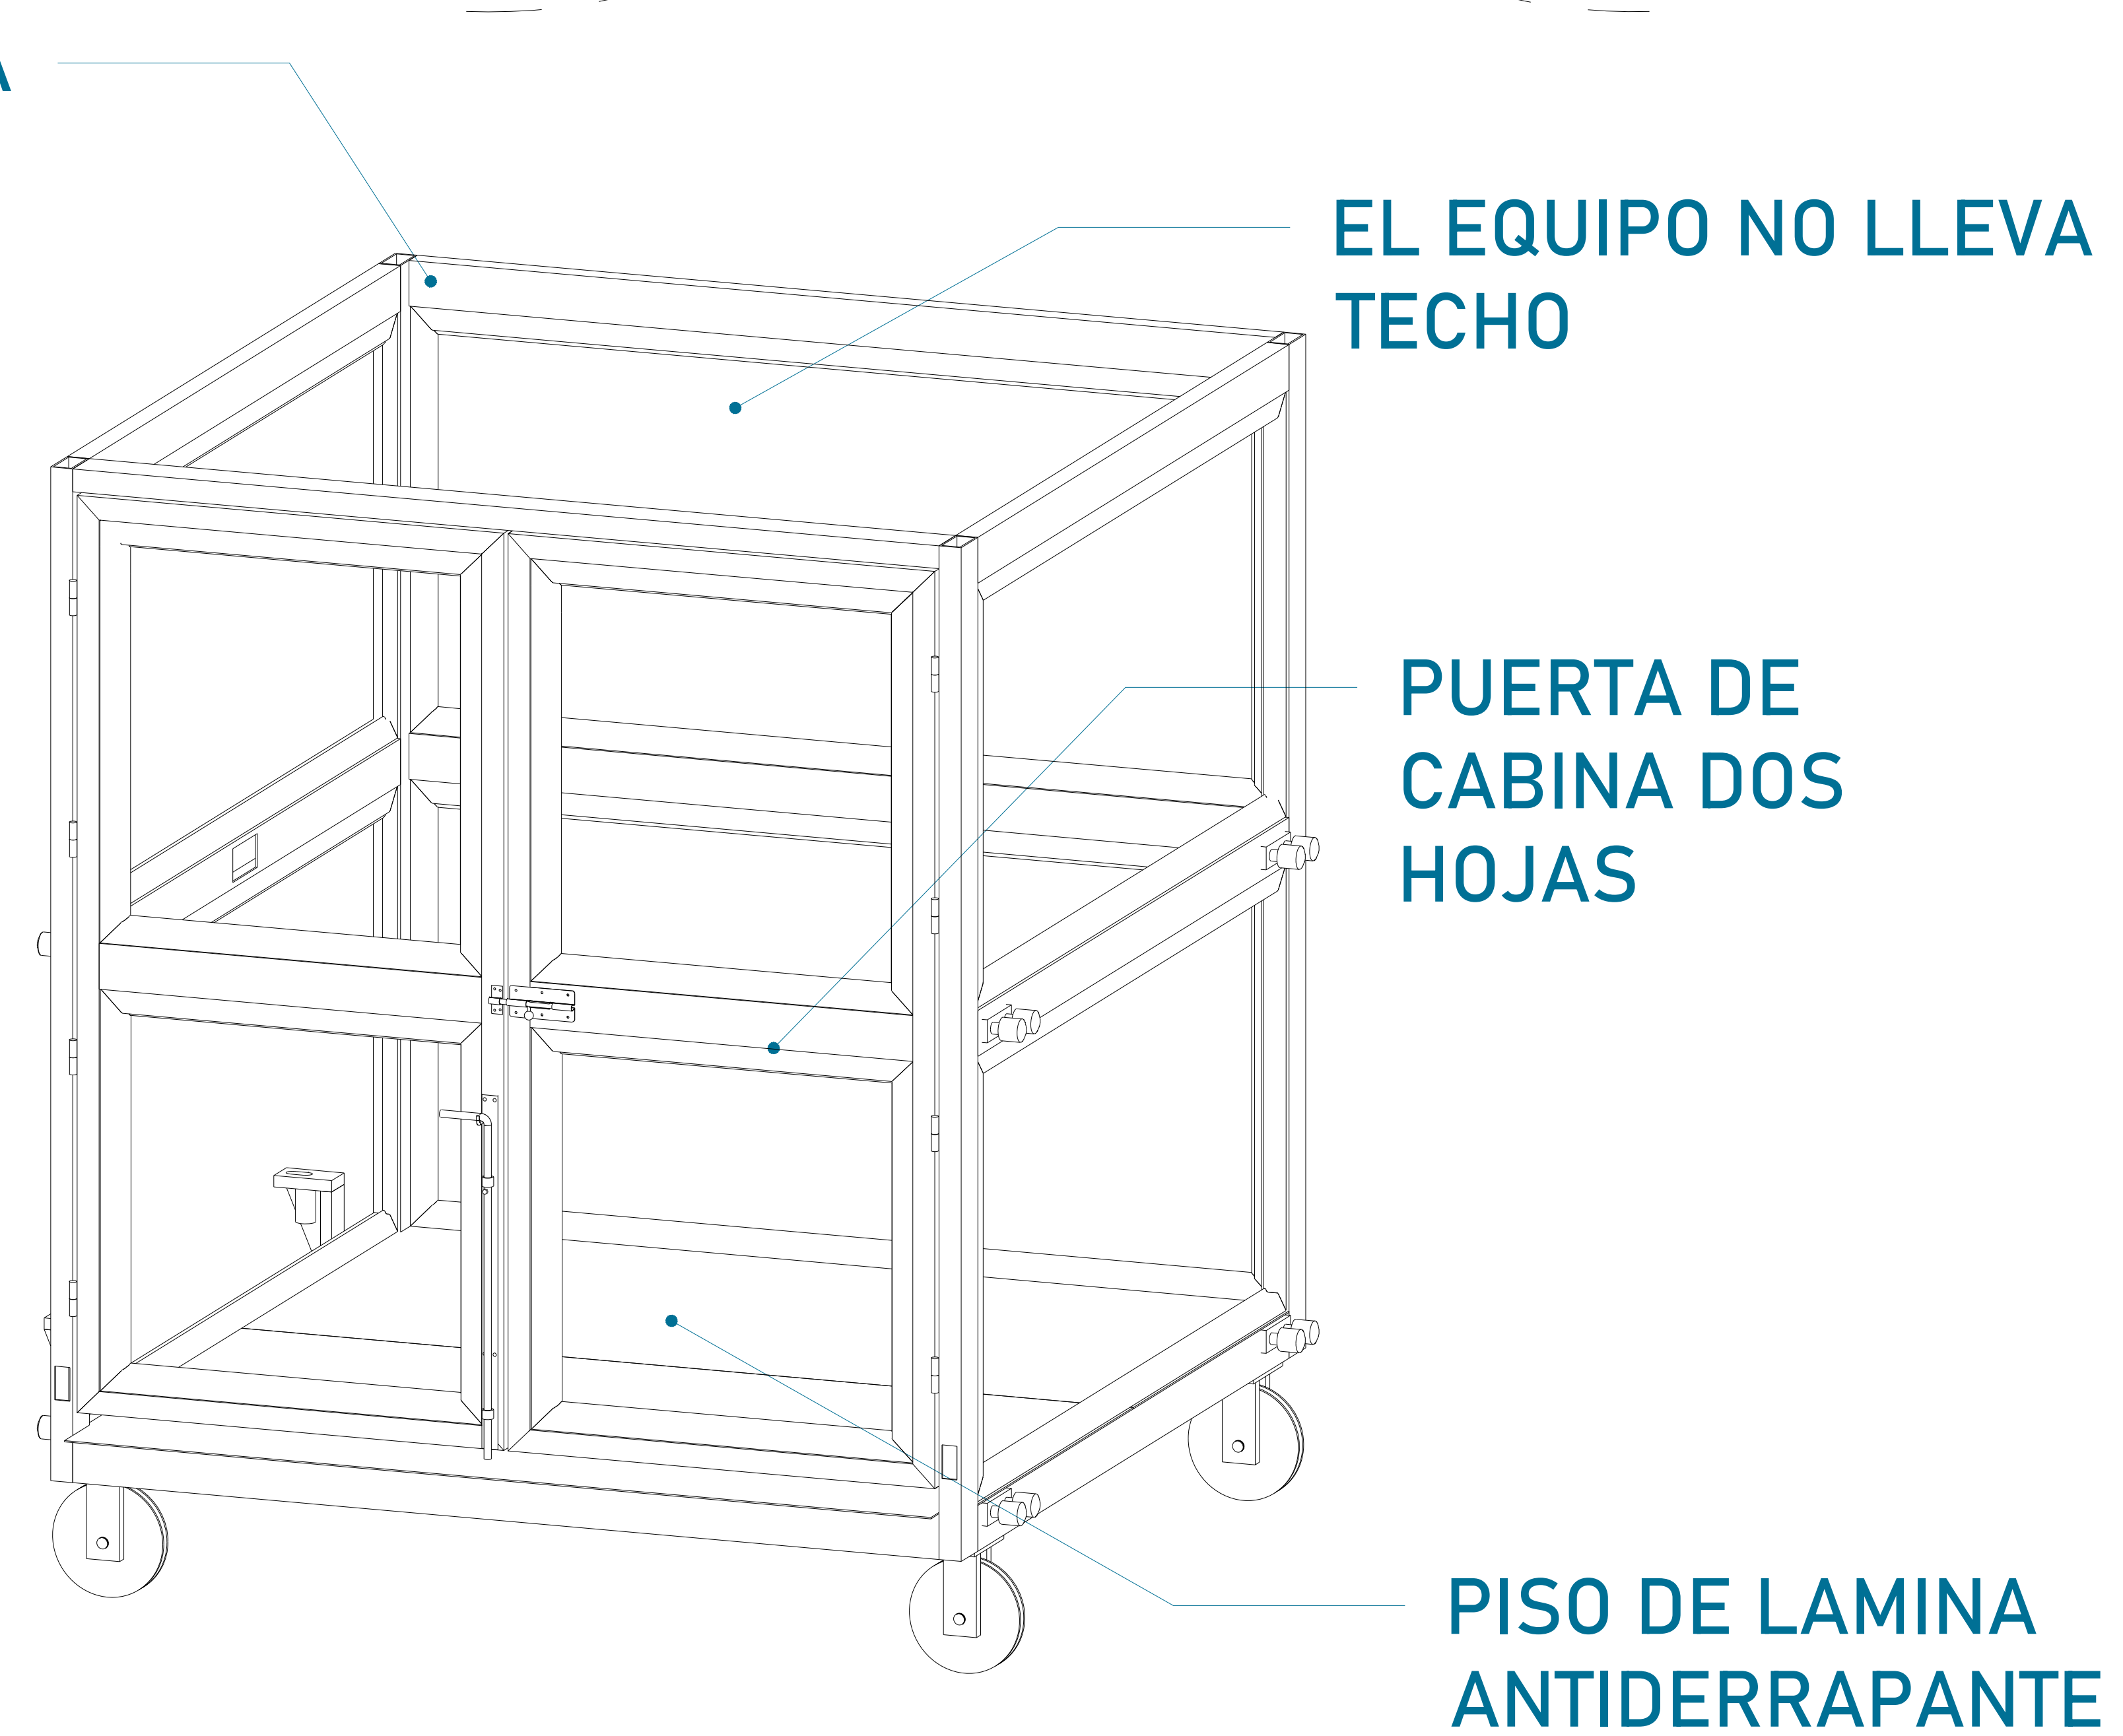 EL EQUIPO NO LLEVA
TECHO
PUERTA DE
CABINA DOS
HOJAS
PISO DE LAMINA
ANTIDERRAPANTE